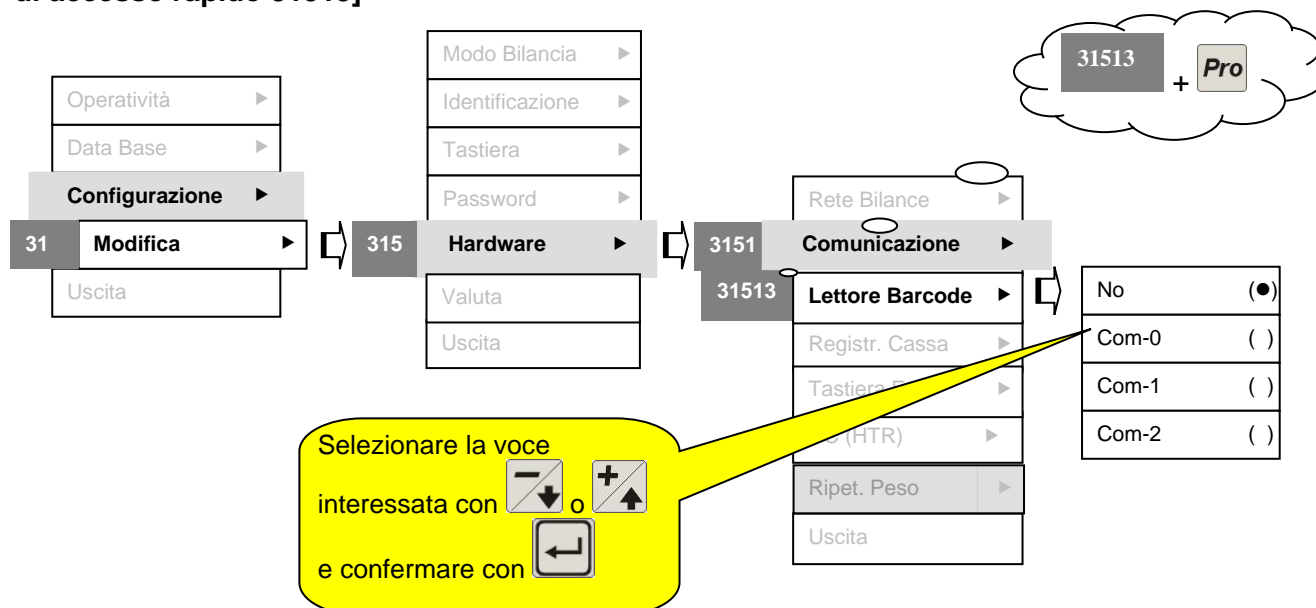 31513
+ Pro
Modo Bilancia
Identificazione
Tastiera
Password
315 Hardware
Valuta
Uscita
Operatività
Data Base
Configurazione
31 Modifica
Uscita
Rete Bilance
3151 Comunicazione
31513 Lettore Barcode
Registr. Cassa
Tastiera
(HTR)
Ripet. Peso
Uscita
No (●)
Com-0 ( )
Com-1 ( )
Com-2 ( )
Selezionare la voce
interessata con o
e confermare con